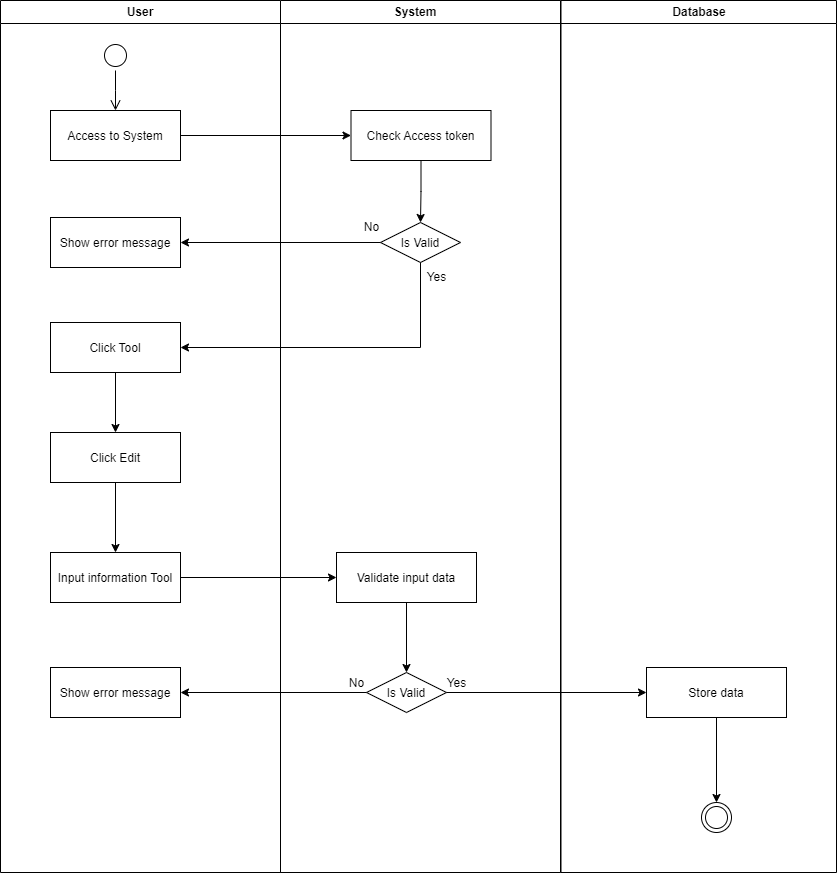 User
System
Database
Access to System
Check Access token
No
Show error message
Is Valid
Yes
Click Tool
Click Edit
Input information Tool
Validate input data
No
Yes
Show error message
Is Valid
Store data